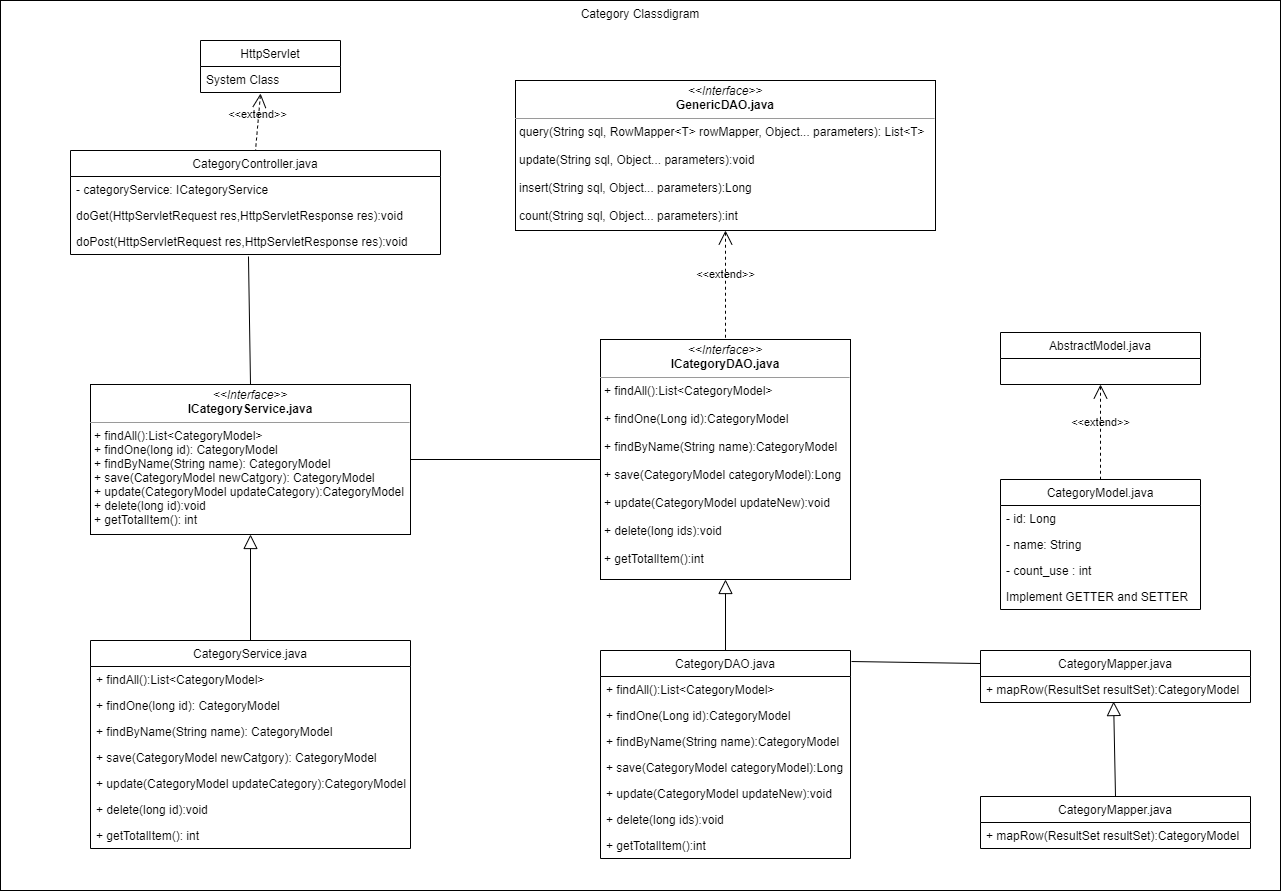 Category Classdigram
HttpServlet
System Class
<<extend>>
CategoryController.java
- categoryService: ICategoryService
doGet(HttpServletRequest res,HttpServletResponse res):void
doPost(HttpServletRequest res,HttpServletResponse res):void
<<Interface>>
GenericDAO.java
query(String sql, RowMapper<T> rowMapper, Object... parameters): List<T>
update(String sql, Object... parameters):void
insert(String sql, Object... parameters):Long
count(String sql, Object... parameters):int
<<extend>>
<<Interface>>
ICategoryService.java
+ findAll():List<CategoryModel>
+ findOne(long id): CategoryModel
+ findByName(String name): CategoryModel
+ save(CategoryModel newCatgory): CategoryModel
+ update(CategoryModel updateCategory):CategoryModel
+ delete(long id):void
+ getTotalItem(): int
<<Interface>>
ICategoryDAO.java
+ findAll():List<CategoryModel>
+ findOne(Long id):CategoryModel
+ findByName(String name):CategoryModel
+ save(CategoryModel categoryModel):Long
+ update(CategoryModel updateNew):void
+ delete(long ids):void
+ getTotalItem():int
AbstractModel.java
<<extend>>
CategoryModel.java
- id: Long
- name: String
- count_use : int
Implement GETTER and SETTER
CategoryService.java
+ findAll():List<CategoryModel>
+ findOne(long id): CategoryModel
+ findByName(String name): CategoryModel
+ save(CategoryModel newCatgory): CategoryModel
+ update(CategoryModel updateCategory):CategoryModel
+ delete(long id):void
+ getTotalItem(): int
CategoryDAO.java
+ findAll():List<CategoryModel>
+ findOne(Long id):CategoryModel
+ findByName(String name):CategoryModel
+ save(CategoryModel categoryModel):Long
+ update(CategoryModel updateNew):void
+ delete(long ids):void
+ getTotalItem():int
CategoryMapper.java
+ mapRow(ResultSet resultSet):CategoryModel
CategoryMapper.java
+ mapRow(ResultSet resultSet):CategoryModel